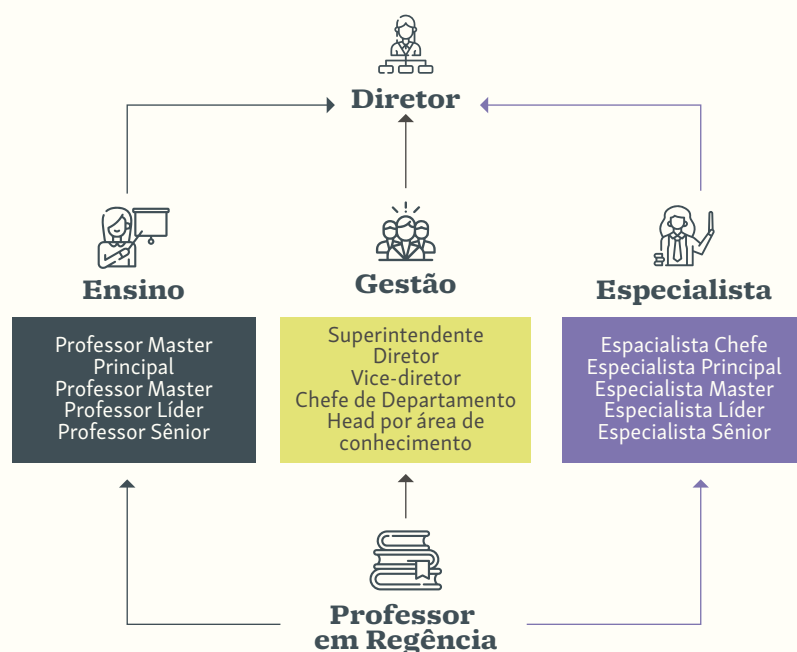 Diretor
Ensino
Professor Master
Principal
Professor Master
Professor Líder
Professor Sênior
Gestão
Superintendente
Diretor
Vice-diretor
Chefe de Departamento
Head por área de
conhecimento
Especialista
Espacialista Chefe
Especialista Principal
Especialista Master
Especialista Líder
Especialista Sênior
Professor
em Regência